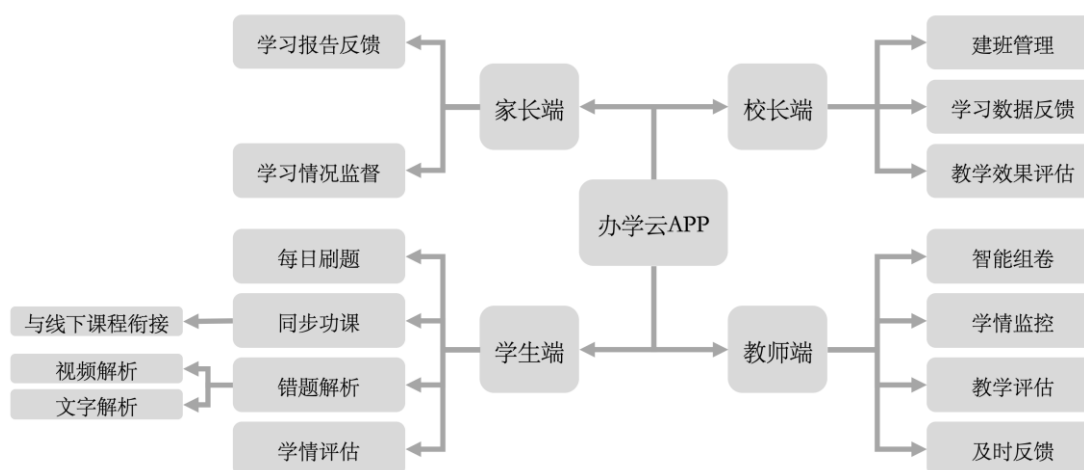 学习报告反馈
建班管理
家长端
校长端
学习数据反馈
学习情况监督
教学效果评估
办学云APP
每日刷题
智能组卷
与线下课程衔接
同步功课
学情监控
学生端
教师端
视频解析
错题解析
教学评估
文字解析
学情评估
及时反馈